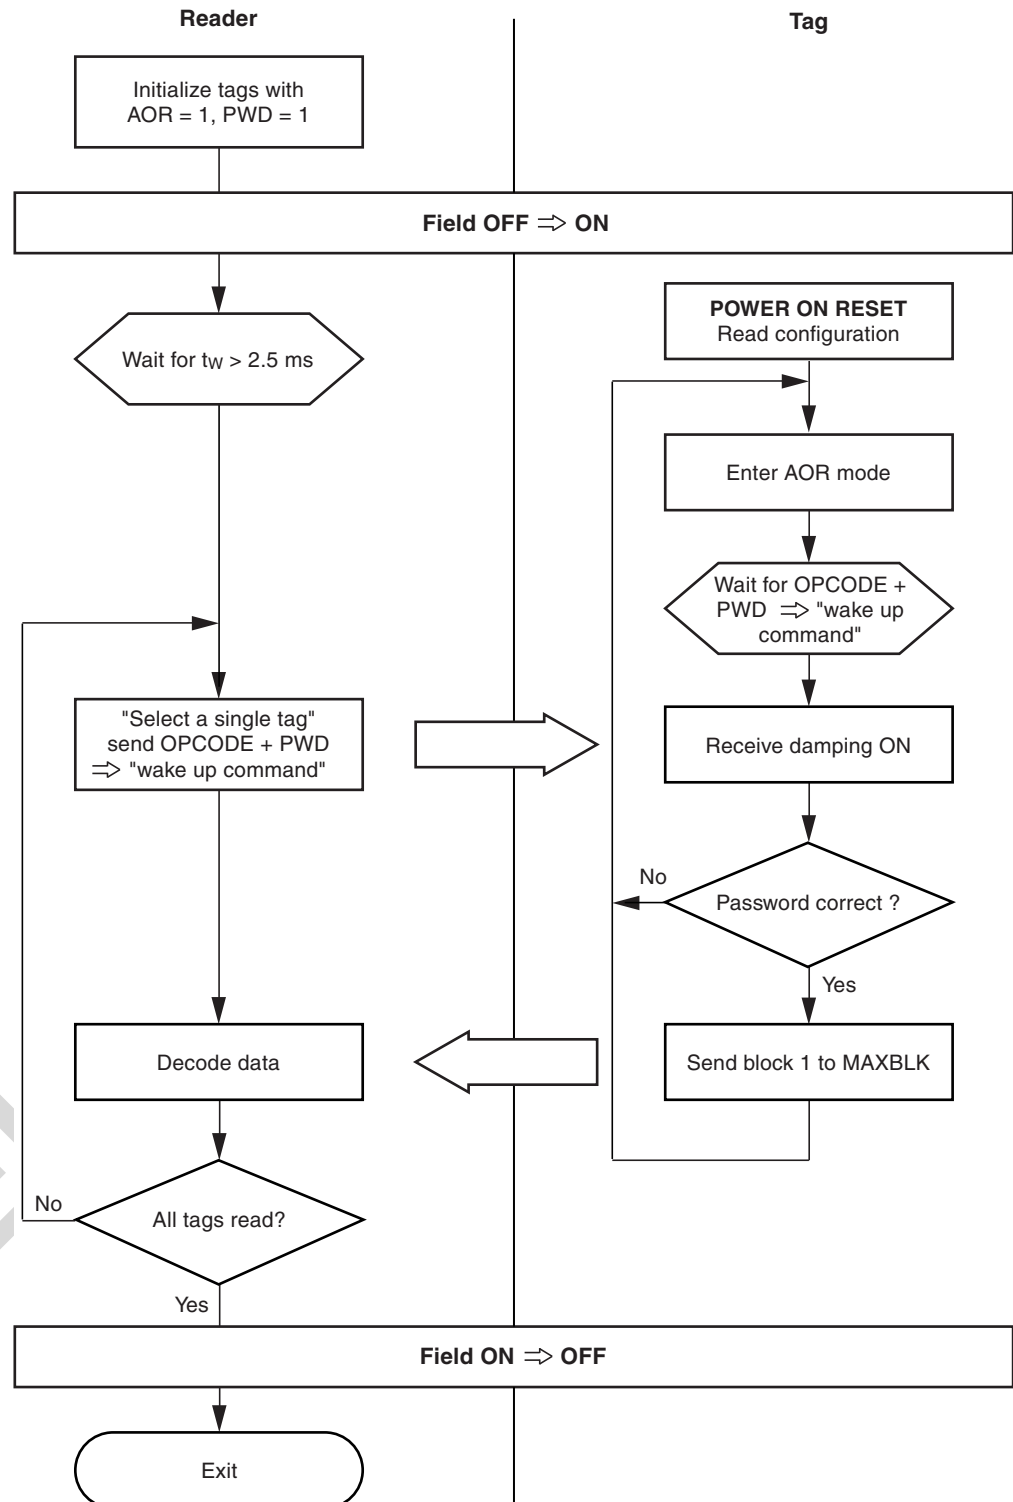 Reader
Tag
Initialize tags with
AOR = 1, PWD = 1
Field OFF ⇒ ON
Wait for tW > 2.5 ms
POWER ON RESET
Read configuration
Enter AOR mode
Wait for OPCODE +
PWD ⇒ "wake up
command"
"Select a single tag"
send OPCODE + PWD
⇒ "wake up command"
Receive damping ON
Password correct ?
No
Yes
Decode data
Send block 1 to MAXBLK
All tags read?
No
Yes
Field ON ⇒ OFF
Exit